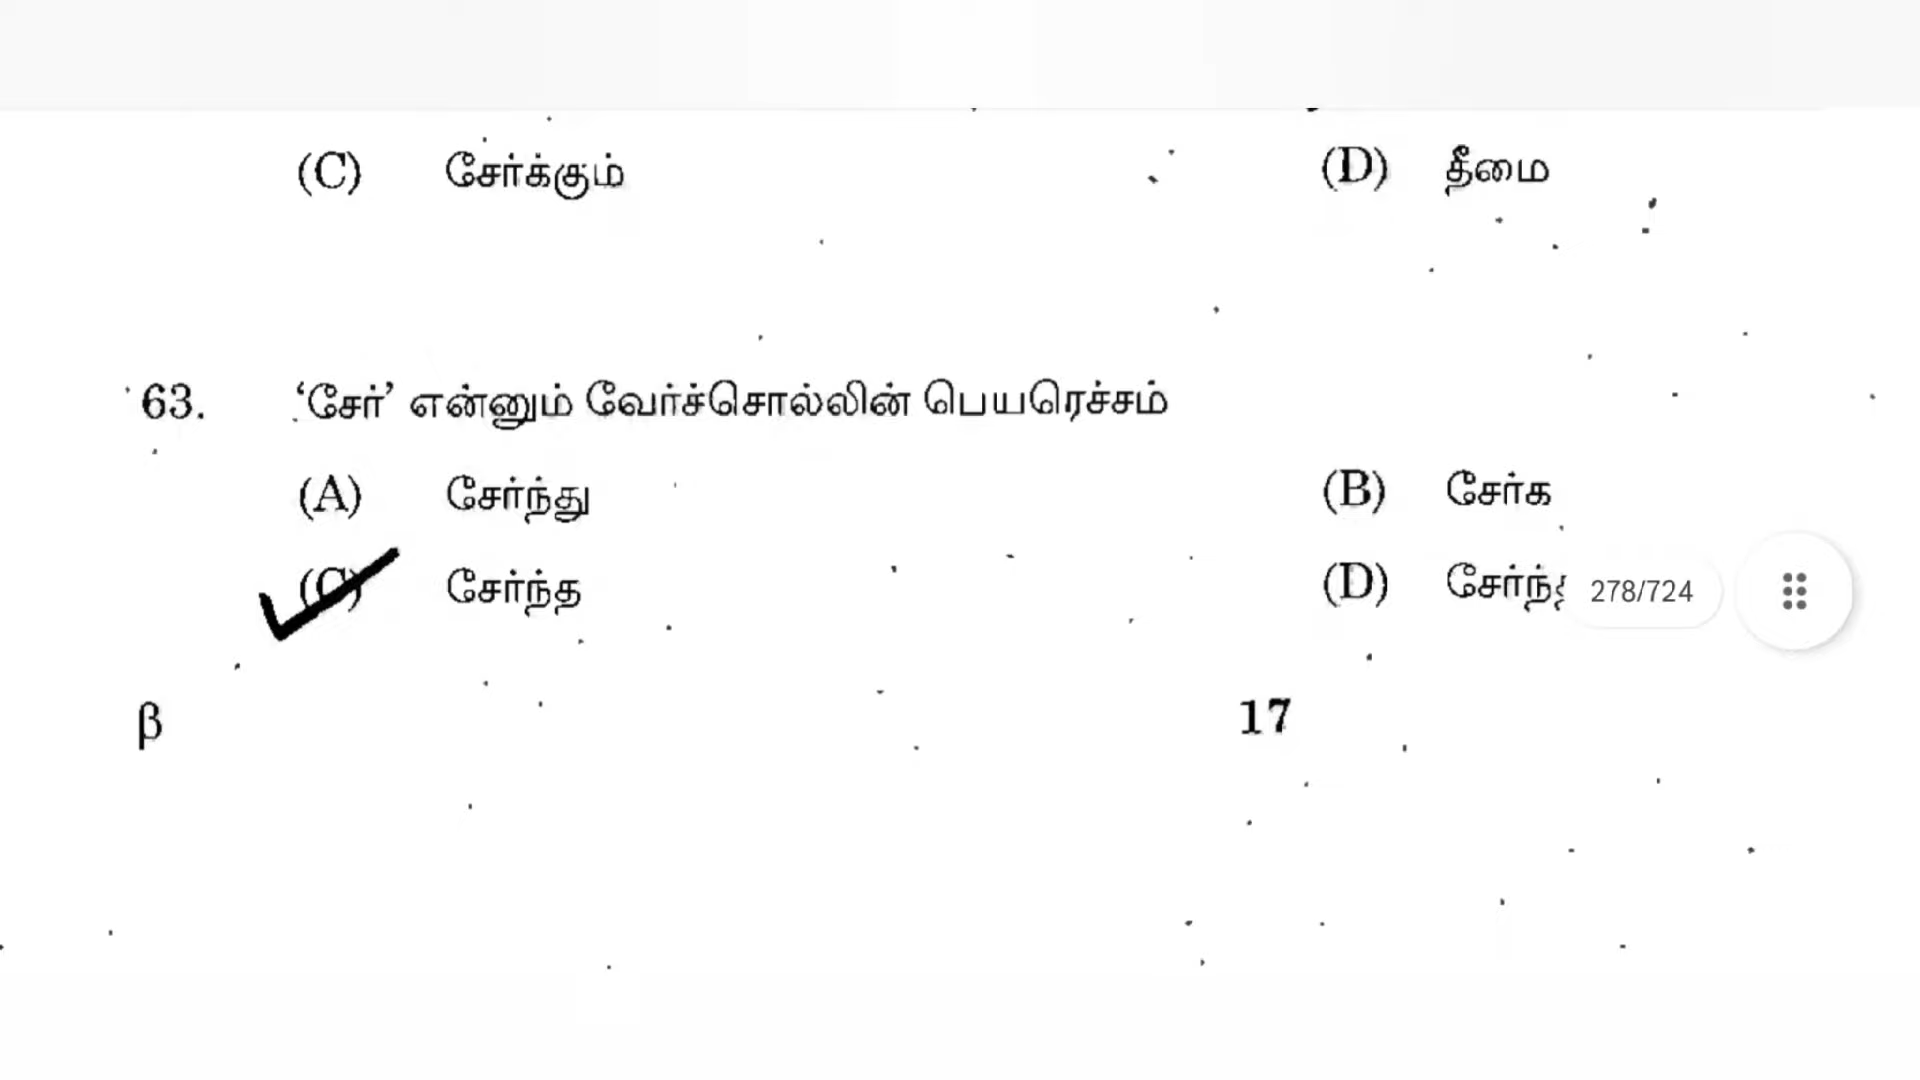 (C) சேர்க்கும் (D) தீமை
63. ‘சேர்’ என்னும் வேர்ச்சொல்லின் பெயரெச்சம்
(A) சேர்ந்து (B) சேர்க
(C) சேர்ந்த (D)
278/724
β 17